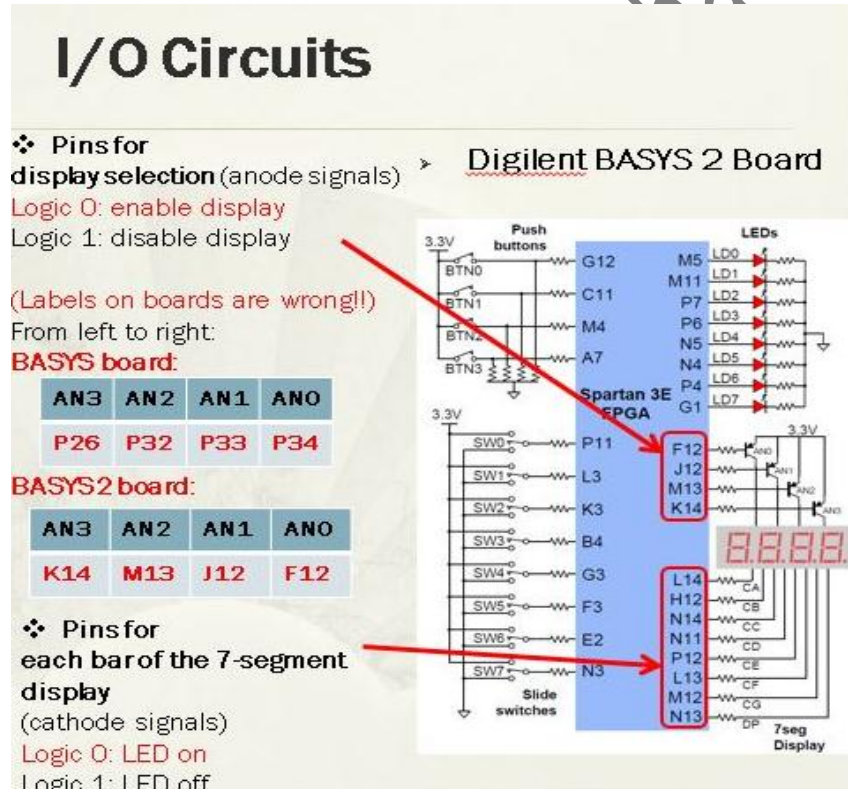 I/O Circuits
❖ Pins for
display selection (anode signals)
Logic 0: enable display
Logic 1: disable display
(Labels on boards are wrong!!)
From left to right:
BASYS board:
AN3 AN2 AN1 AN0
P26 P32 P33 P34
BASYS2 board:
AN3 AN2 AN1 AN0
K14 M13 J12 F12
❖ Pins for
each bar of the 7-segment
display
(cathode signals)
Logic 0: LED on
Logic 1: LED off
➤ Digilent BASYS 2 Board
Push
buttons
LEDs
3.3V
BTN0
BTN1
BTN2
BTN3
G12
C11
M4
A7
M5 LD0
M11 LD1
P7 LD2
P6 LD3
N5 LD4
N4 LD5
P4 LD6
G1 LD7
Spartan 3E
FPGA
3.3V
SW0 P11
SW1 L3
SW2 K3
SW3 B4
SW4 G3
SW5 F3
SW6 E2
SW7 N3
Slide
switches
3.3V
F12 AN0
J12 AN1
M13 AN2
K14 AN3
8.8.8.8.
L14 CA
H12 CB
N14 CC
N11 CD
P12 CE
L13 CF
M12 CG
N13 DP
7seg
Display